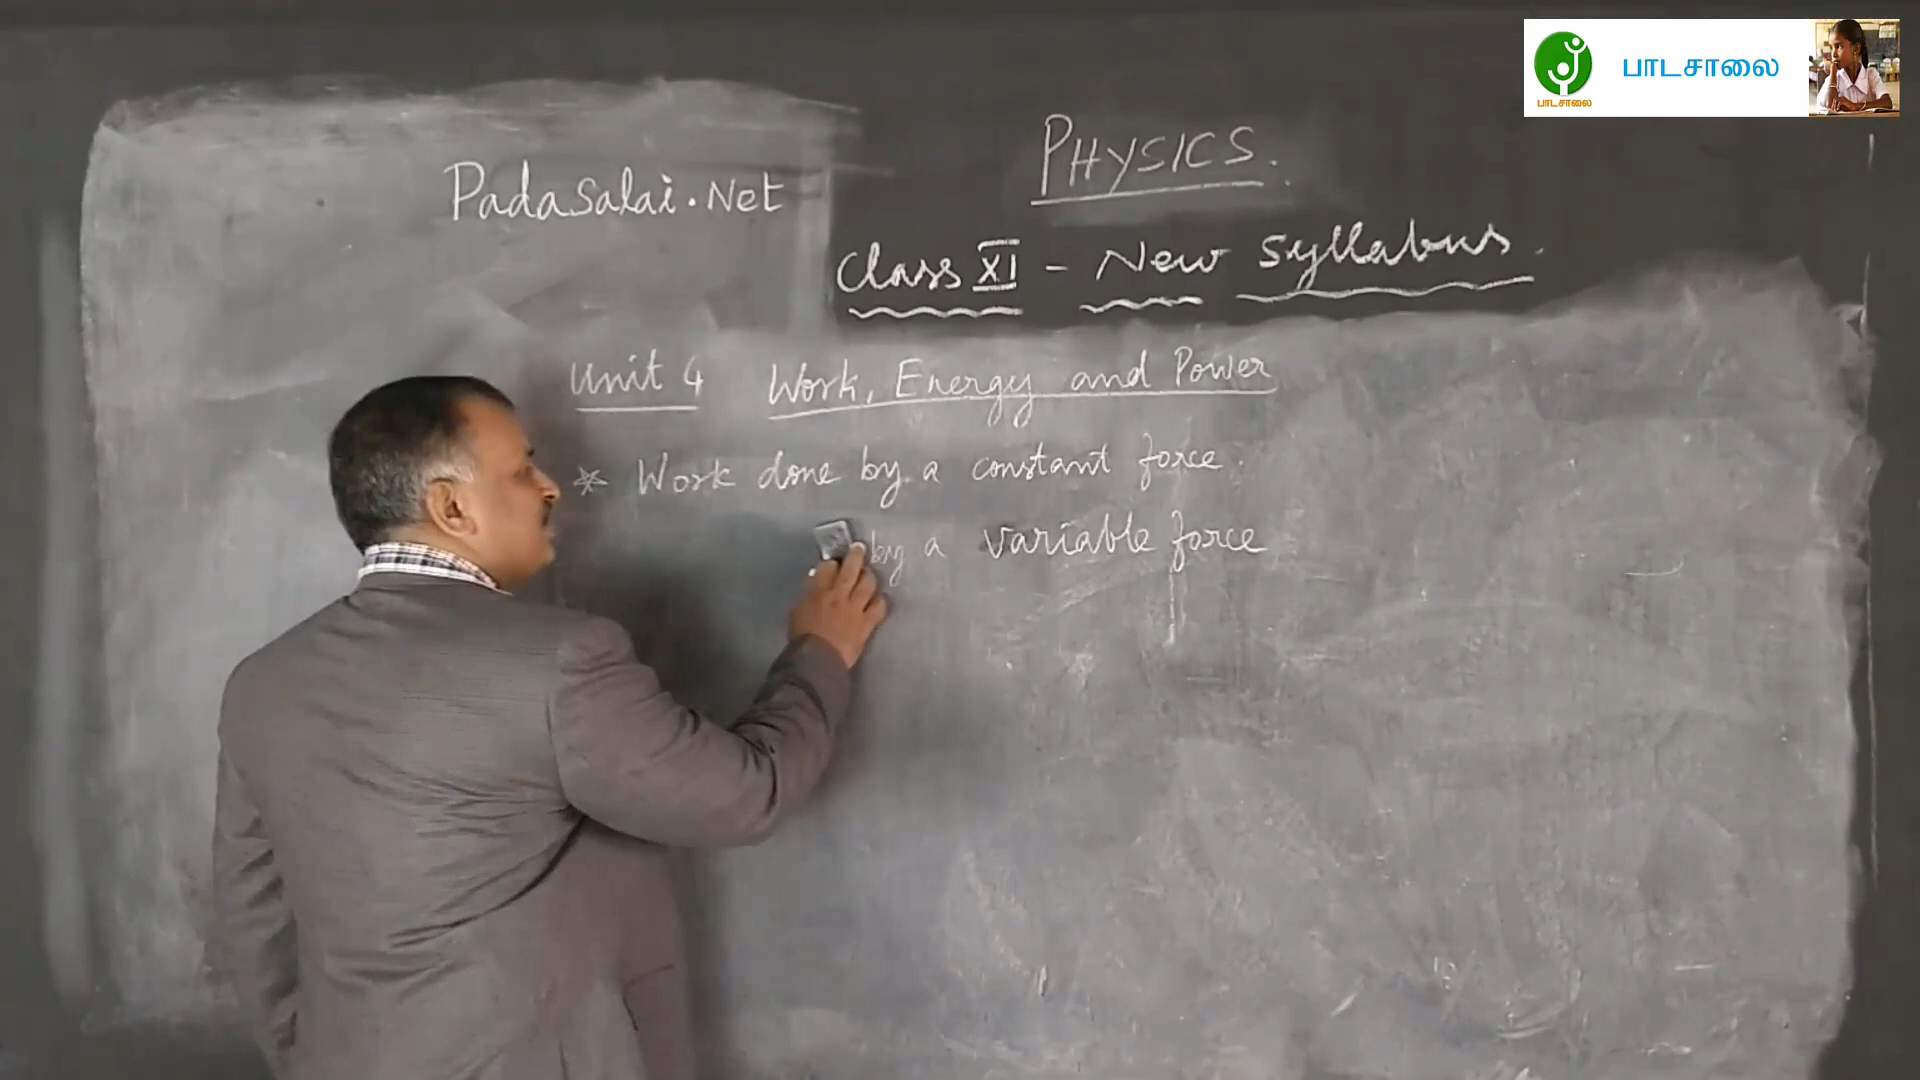 பாடசாலை
பாடசாலை
PHYSICS.
PadaSalai.Net
Class XI - New Syllabus.
Unit 4 Work, Energy and Power
* Work done by a constant force.
by a variable force